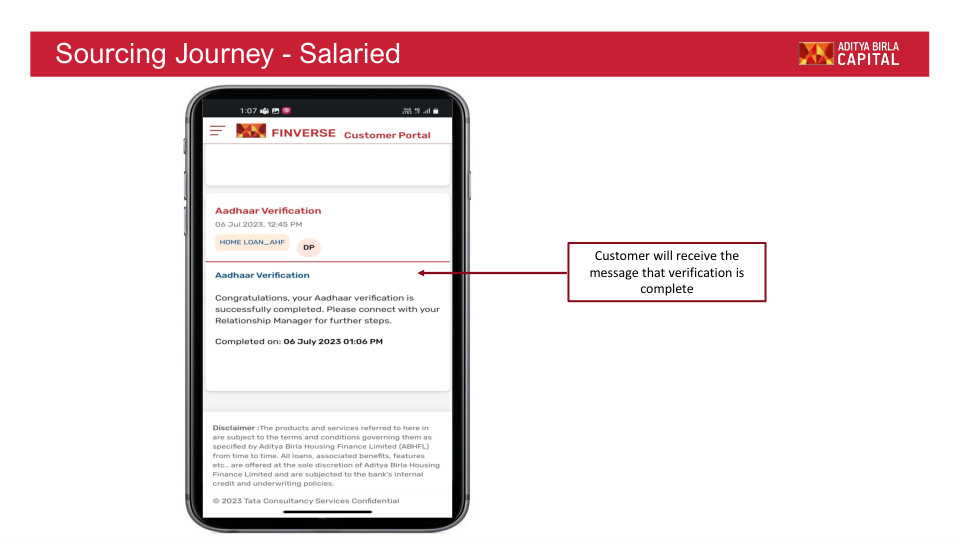 Sourcing Journey - Salaried
ADITYA BIRLA
CAPITAL
1:07
FINVERSE Customer Portal
Aadhaar Verification
06 Jul 2023, 12:45 PM
HOME LOAN_AHF
DP
Aadhaar Verification
Congratulations, your Aadhaar verification is
successfully completed. Please connect with your
Relationship Manager for further steps.
Completed on: 06 July 2023 01:06 PM
Customer will receive the
message that verification is
complete
Disclaimer :The products and services referred to here in
are subject to the terms and conditions governing them as
specified by Aditya Birla Housing Finance Limited (ABHFL)
from time to time. All loans, associated benefits, features
etc., are offered at the sole discretion of Aditya Birla Housing
Finance Limited and are subjected to the bank's internal
credit and underwriting policies.
© 2023 Tata Consultancy Services Confidential